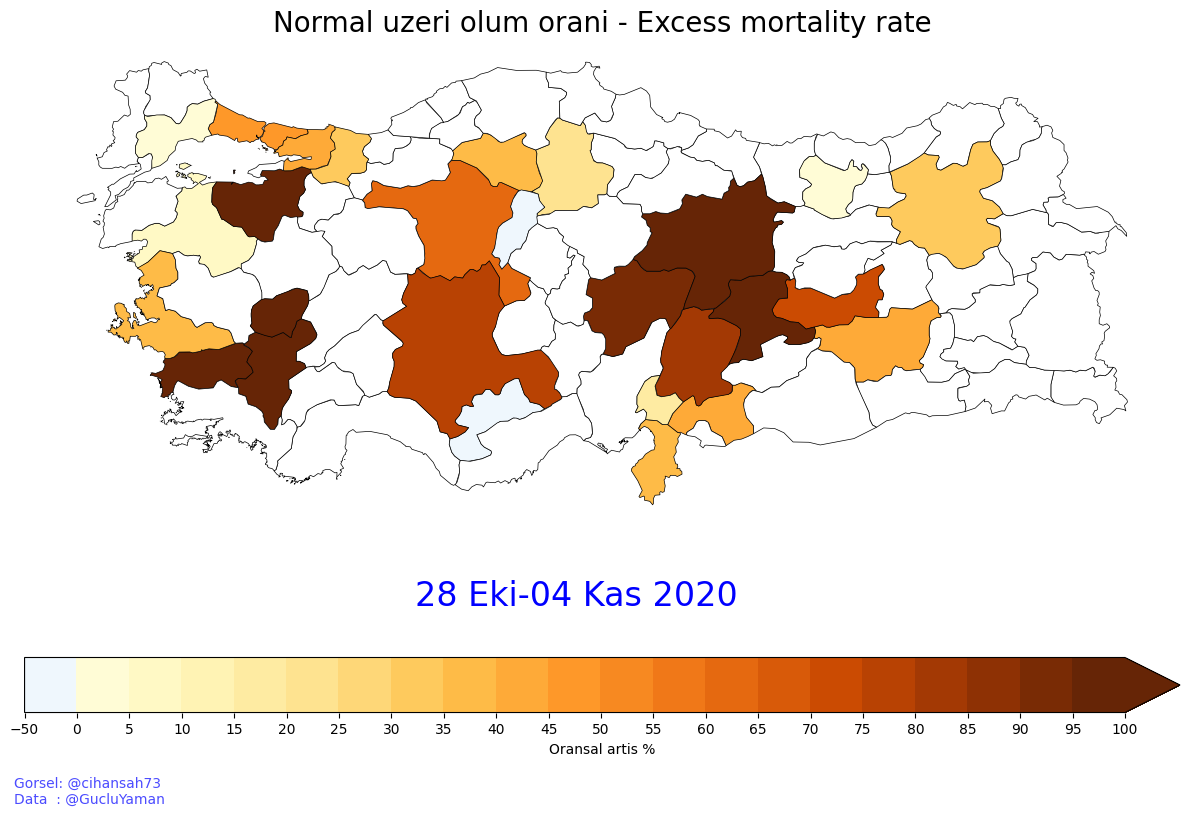 Normal uzeri olum orani - Excess mortality rate
28 Eki-04 Kas 2020
−50 0 5 10 15 20 25 30 35 40 45 50 55 60 65 70 75 80 85 90 95 100
Oransal artis %
Gorsel: @cihansah73
Data  : @GucluYaman